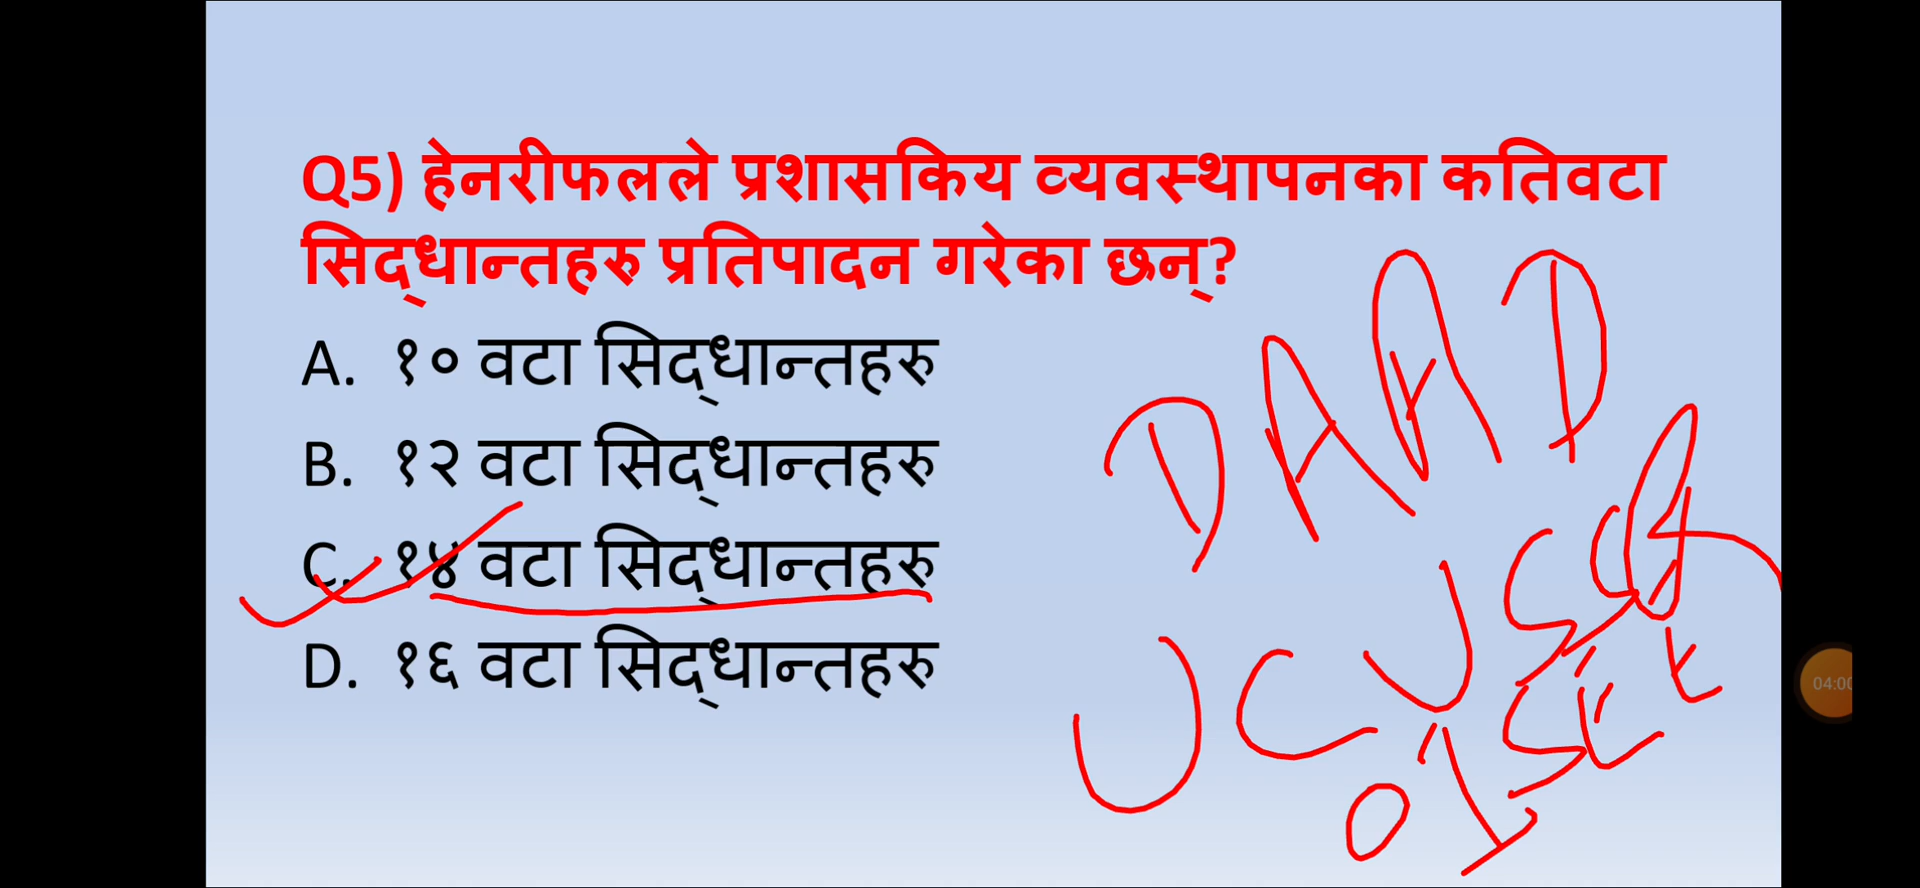 Q5) हेनरीफलले प्रशासकिय व्यवस्थापनका कतिवटा
सिद्धान्तहरु प्रतिपादन गरेका छन्?
A. १० वटा सिद्धान्तहरु
B. १२ वटा सिद्धान्तहरु
C. १४ वटा सिद्धान्तहरु
D. १६ वटा सिद्धान्तहरु
DAAD
UCU
04:00